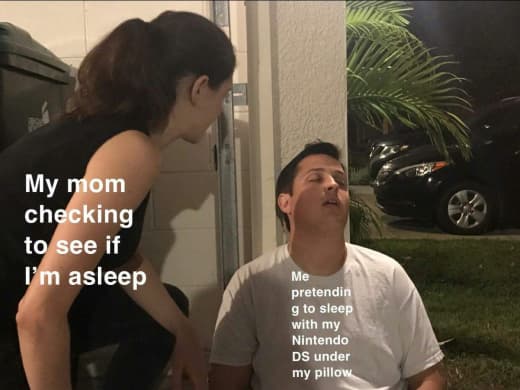 My mom
checking
to see if
I'm asleep
Me
pretendin
g to sleep
with my
Nintendo
DS under
my pillow